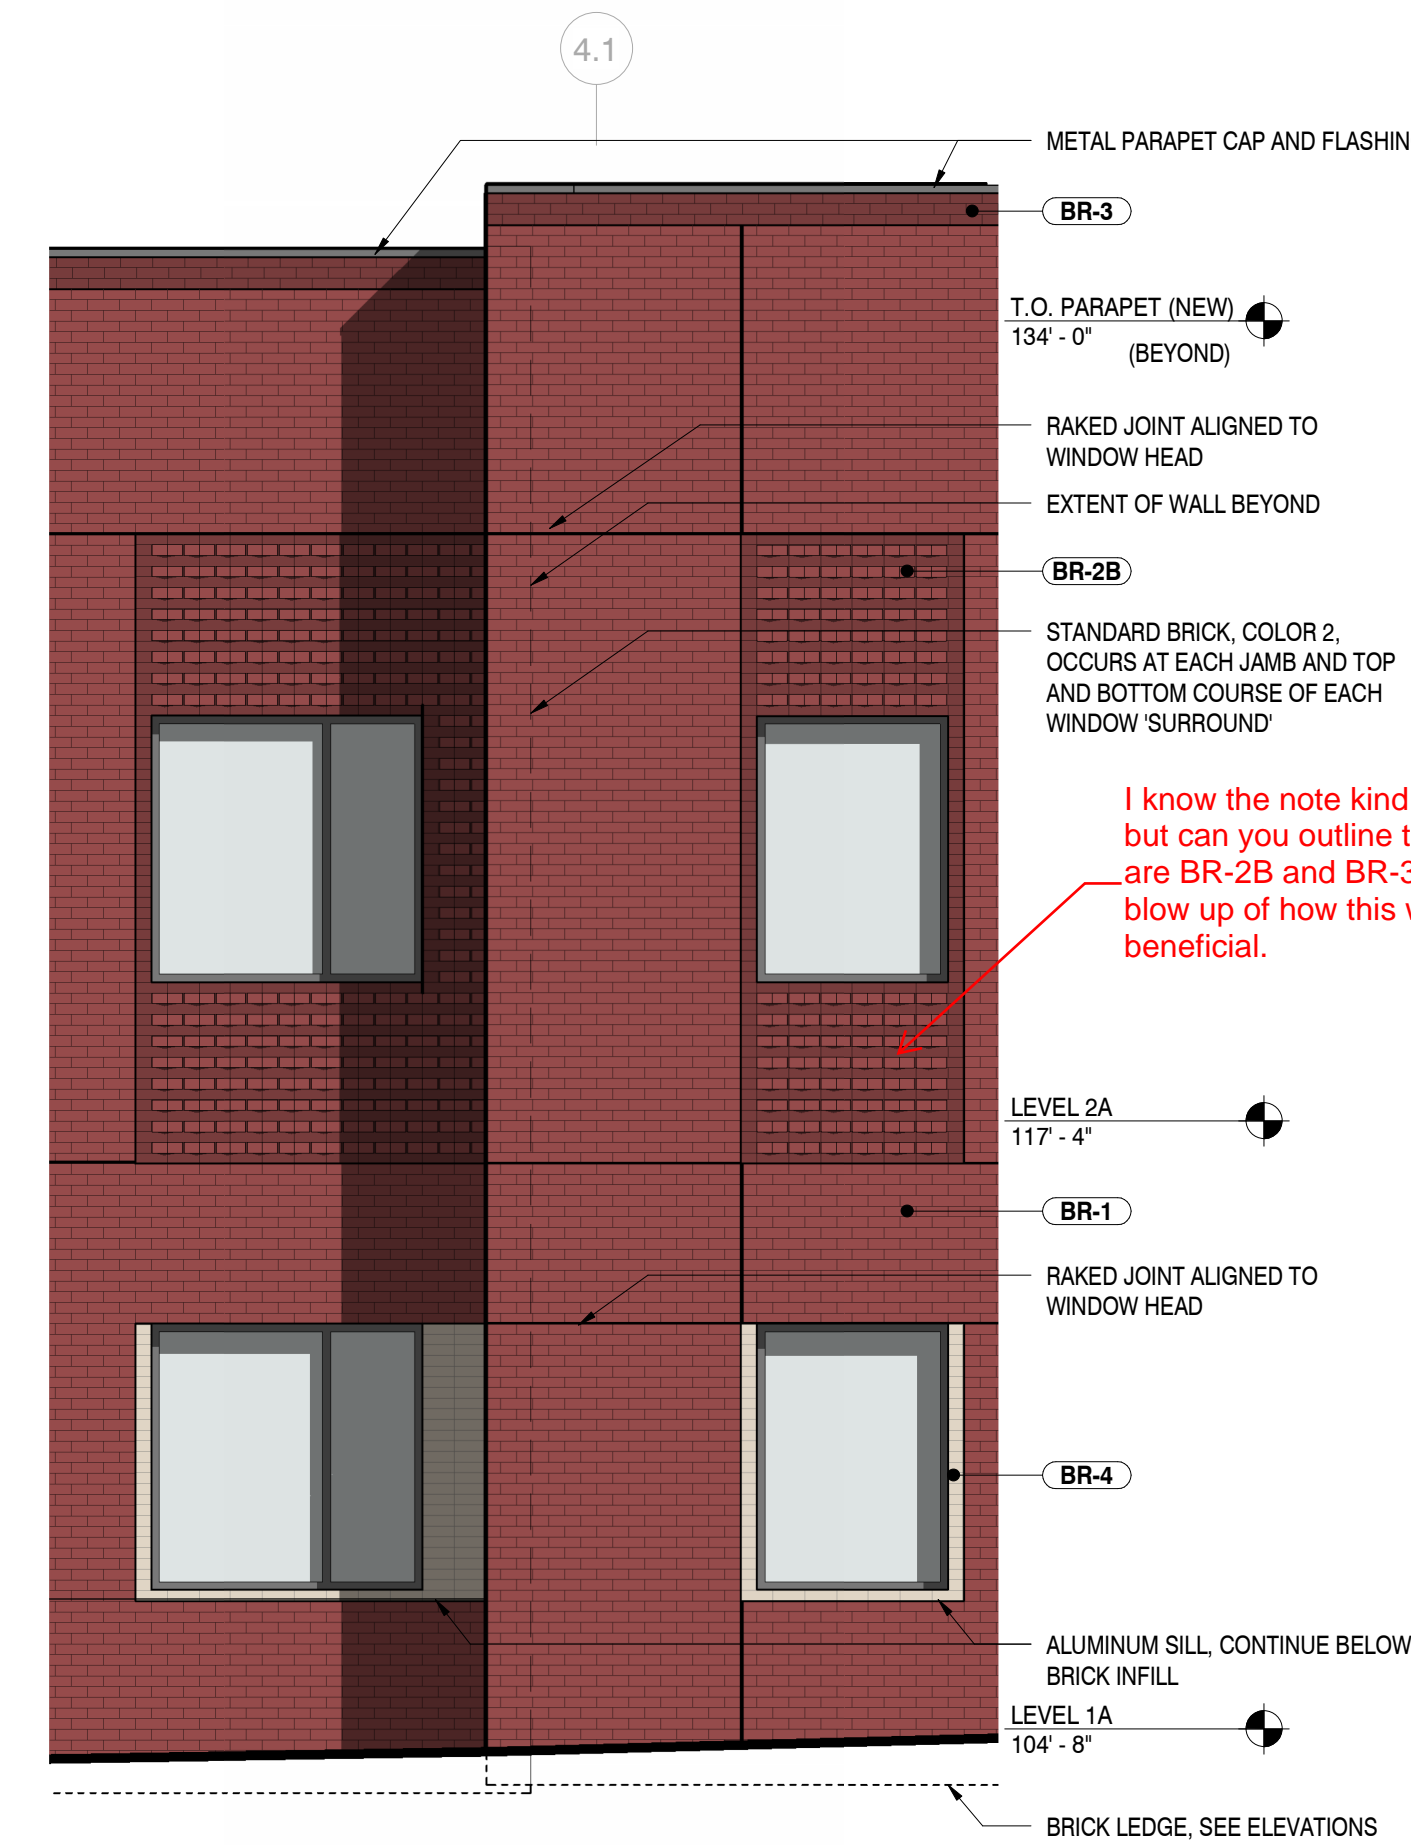 4.1
METAL PARAPET CAP AND FLASHIN
BR-3
T.O. PARAPET (NEW)
134' - 0"
(BEYOND)
RAKED JOINT ALIGNED TO
WINDOW HEAD
EXTENT OF WALL BEYOND
BR-2B
STANDARD BRICK, COLOR 2,
OCCURS AT EACH JAMB AND TOP
AND BOTTOM COURSE OF EACH
WINDOW 'SURROUND'
I know the note kind
but can you outline t
are BR-2B and BR-3
blow up of how this w
beneficial.
LEVEL 2A
117' - 4"
BR-1
RAKED JOINT ALIGNED TO
WINDOW HEAD
BR-4
ALUMINUM SILL, CONTINUE BELOW
BRICK INFILL
LEVEL 1A
104' - 8"
BRICK LEDGE, SEE ELEVATIONS